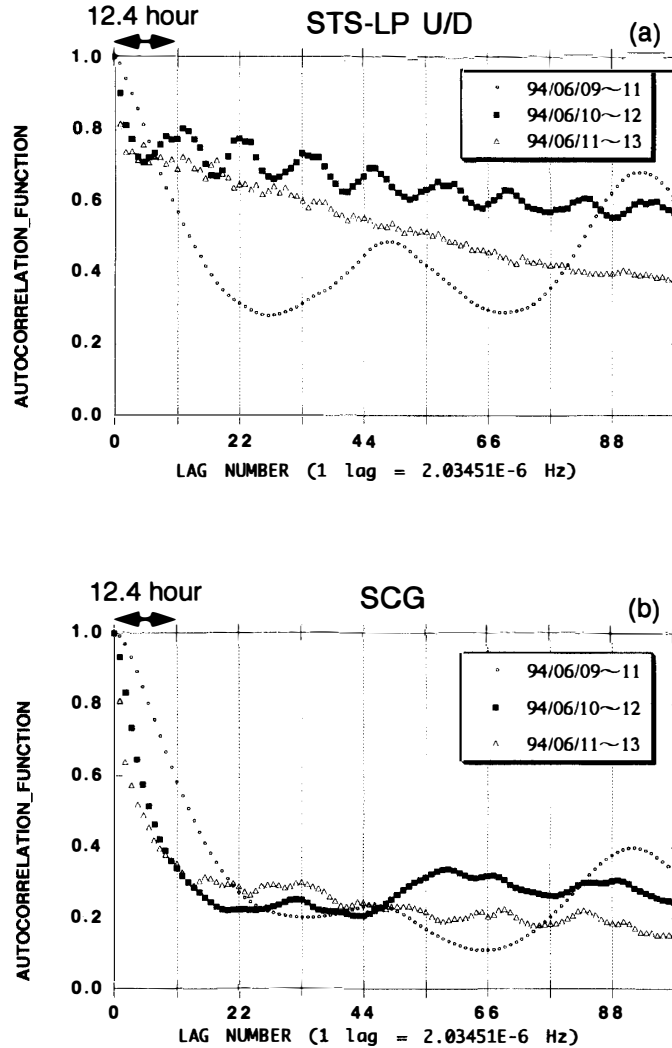 12.4 hour
STS-LP U/D
(a)
1.0
0.8
0.6
0.4
0.2
0.0
AUTOCORRELATION_FUNCTION
94/06/09～11
94/06/10～12
94/06/11～13
0
22
44
66
88
LAG NUMBER (1 lag = 2.03451E-6 Hz)
12.4 hour
SCG
(b)
1.0
0.8
0.6
0.4
0.2
0.0
AUTOCORRELATION_FUNCTION
94/06/09～11
94/06/10～12
94/06/11～13
0
22
44
66
88
LAG NUMBER (1 lag = 2.03451E-6 Hz)